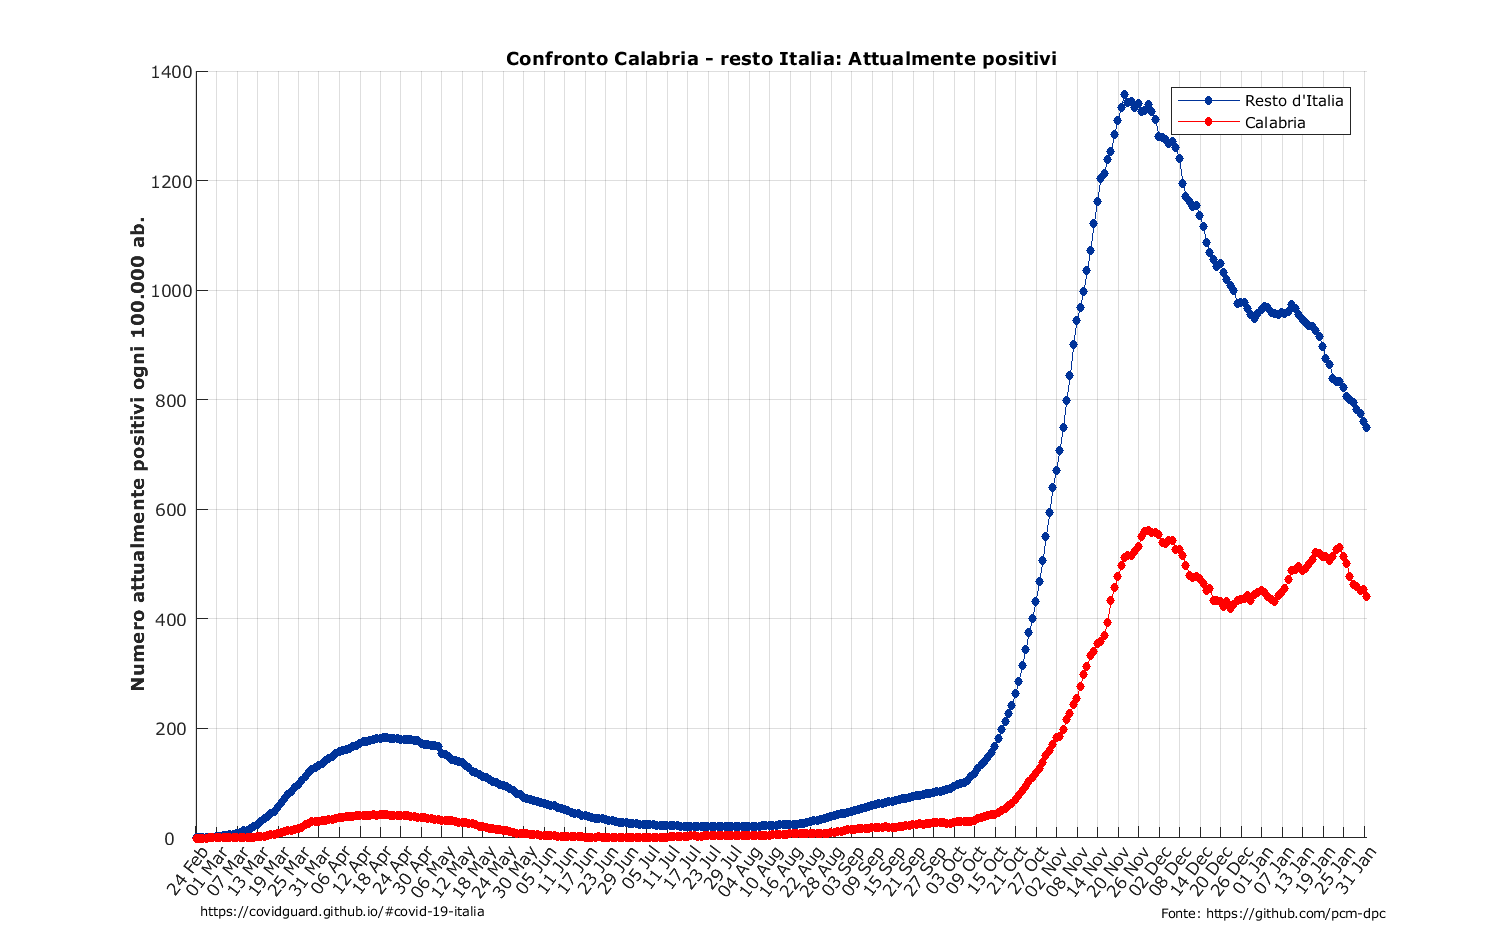 Confronto Calabria - resto Italia: Attualmente positivi
Numero attualmente positivi ogni 100.000 ab.
1400
1200
1000
800
600
400
200
0
Resto d'Italia
Calabria
24 Feb
01 Mar
07 Mar
13 Mar
19 Mar
25 Mar
31 Mar
06 Apr
12 Apr
18 Apr
24 Apr
30 Apr
06 May
12 May
18 May
24 May
30 May
05 Jun
11 Jun
17 Jun
23 Jun
29 Jun
05 Jul
11 Jul
17 Jul
23 Jul
29 Jul
04 Aug
10 Aug
16 Aug
22 Aug
28 Aug
03 Sep
09 Sep
15 Sep
21 Sep
27 Sep
03 Oct
09 Oct
15 Oct
21 Oct
27 Oct
02 Nov
08 Nov
14 Nov
20 Nov
26 Nov
02 Dec
08 Dec
14 Dec
20 Dec
26 Dec
01 Jan
07 Jan
13 Jan
19 Jan
25 Jan
31 Jan
https://covidguard.github.io/#covid-19-italia
Fonte: https://github.com/pcm-dpc